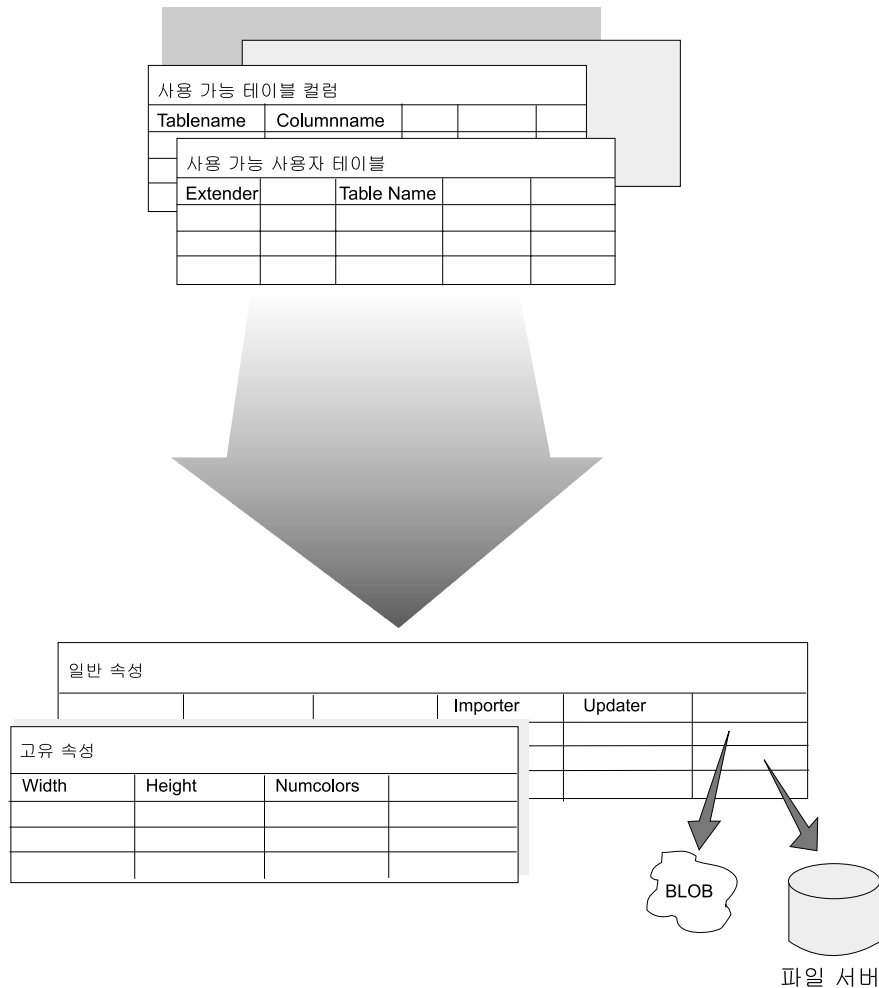 사용 가능 테이블 컬럼
Tablename Columnname
사용 가능 사용자 테이블
Extender Table Name
일반 속성
Importer Updater
고유 속성
Width Height Numcolors
BLOB
파일 서버